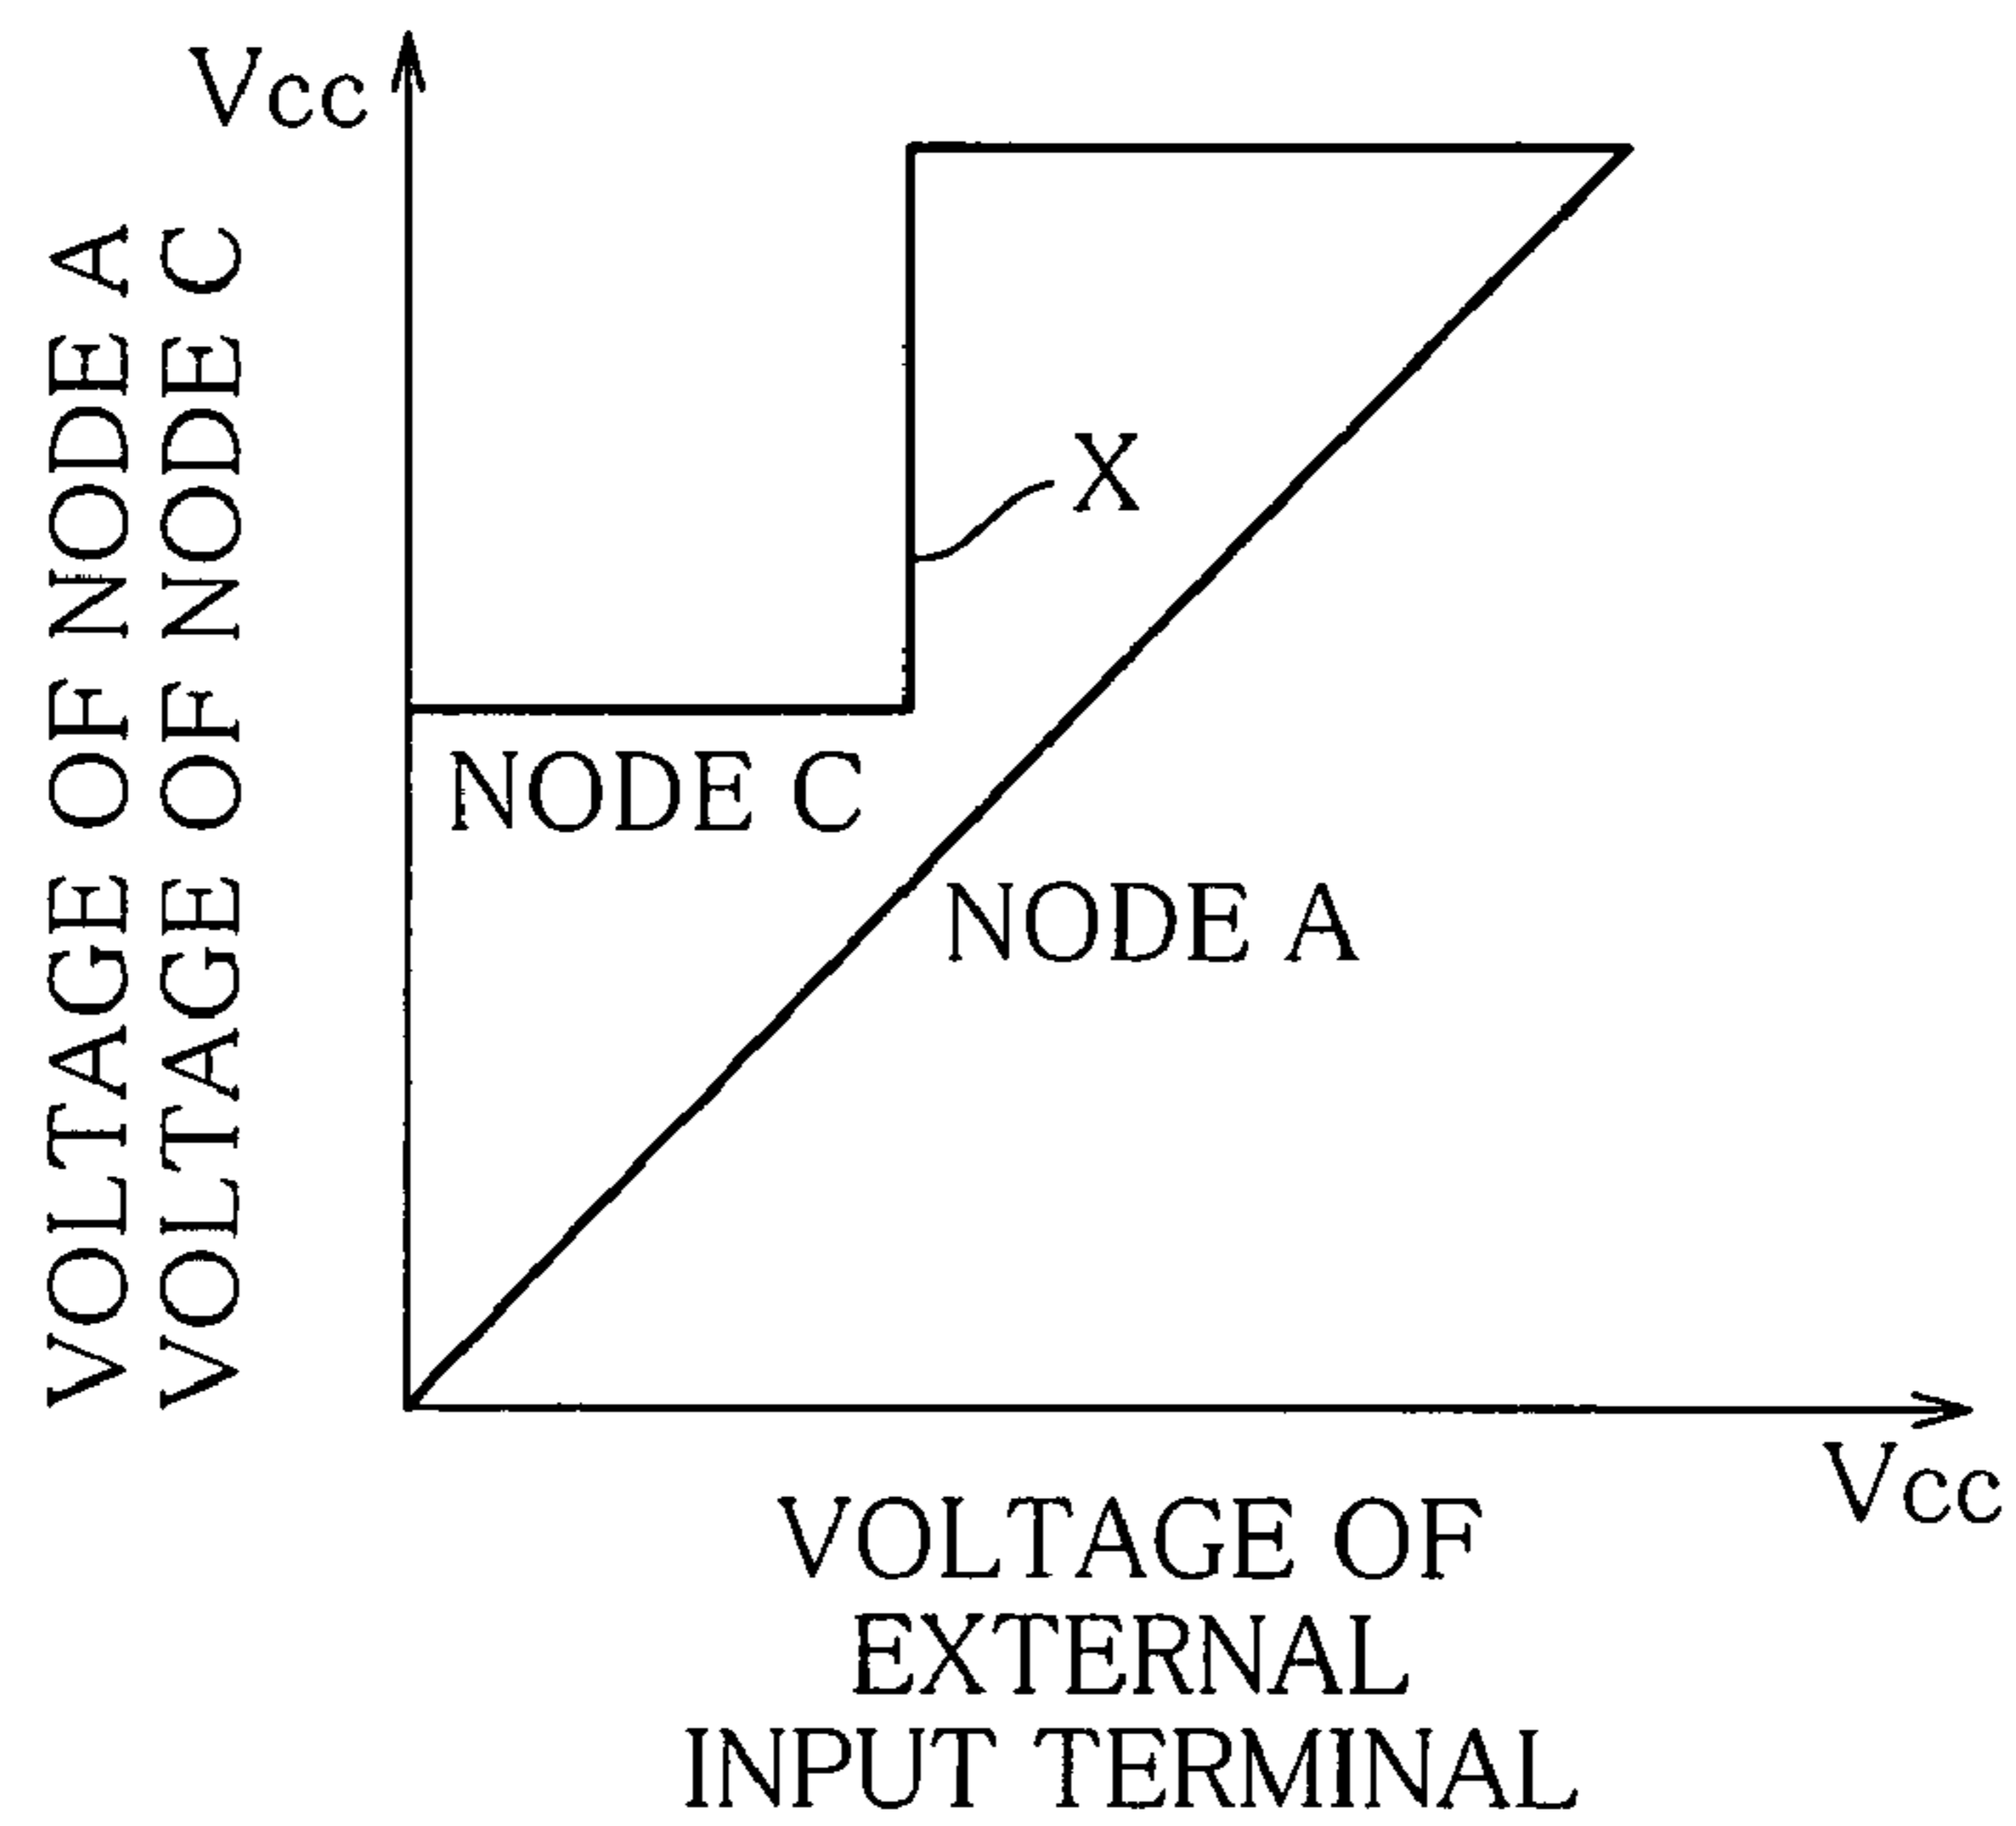 Vcc
VOLTAGE OF NODE A
VOLTAGE OF NODE C
X
NODE C
NODE A
Vcc
VOLTAGE OF
EXTERNAL
INPUT TERMINAL